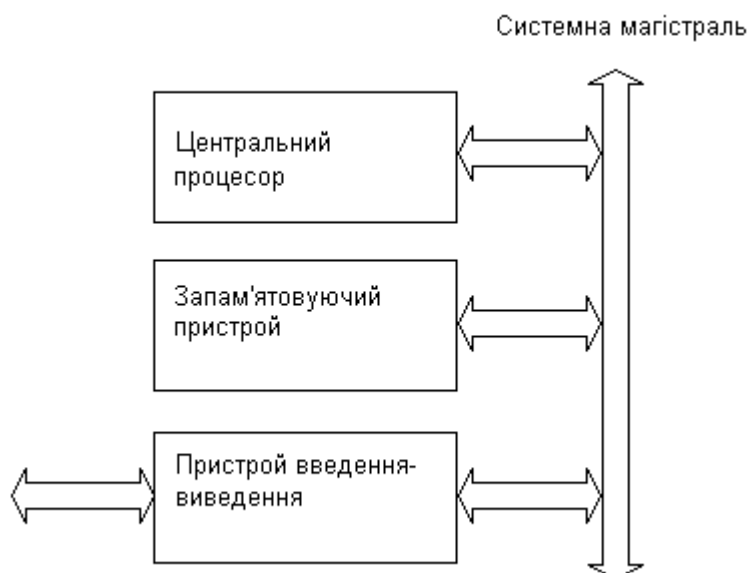 Системна магістраль
Центральний
процесор
Запам'ятовуючий
пристрой
Пристрой введення-
виведення